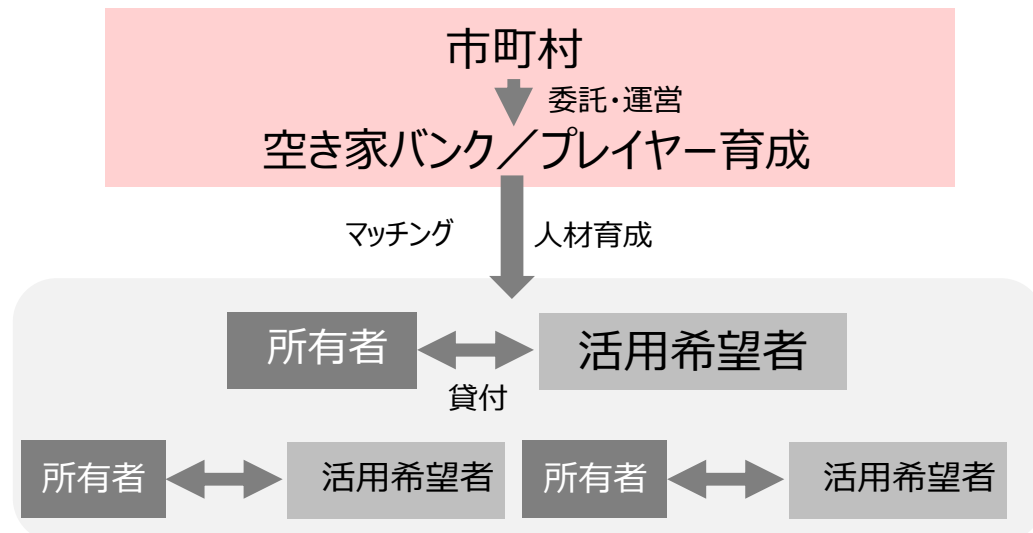 市町村
委託・運営
空き家バンク／プレイヤー育成
マッチング
人材育成
所有者
活用希望者
貸付
所有者
活用希望者
所有者
活用希望者